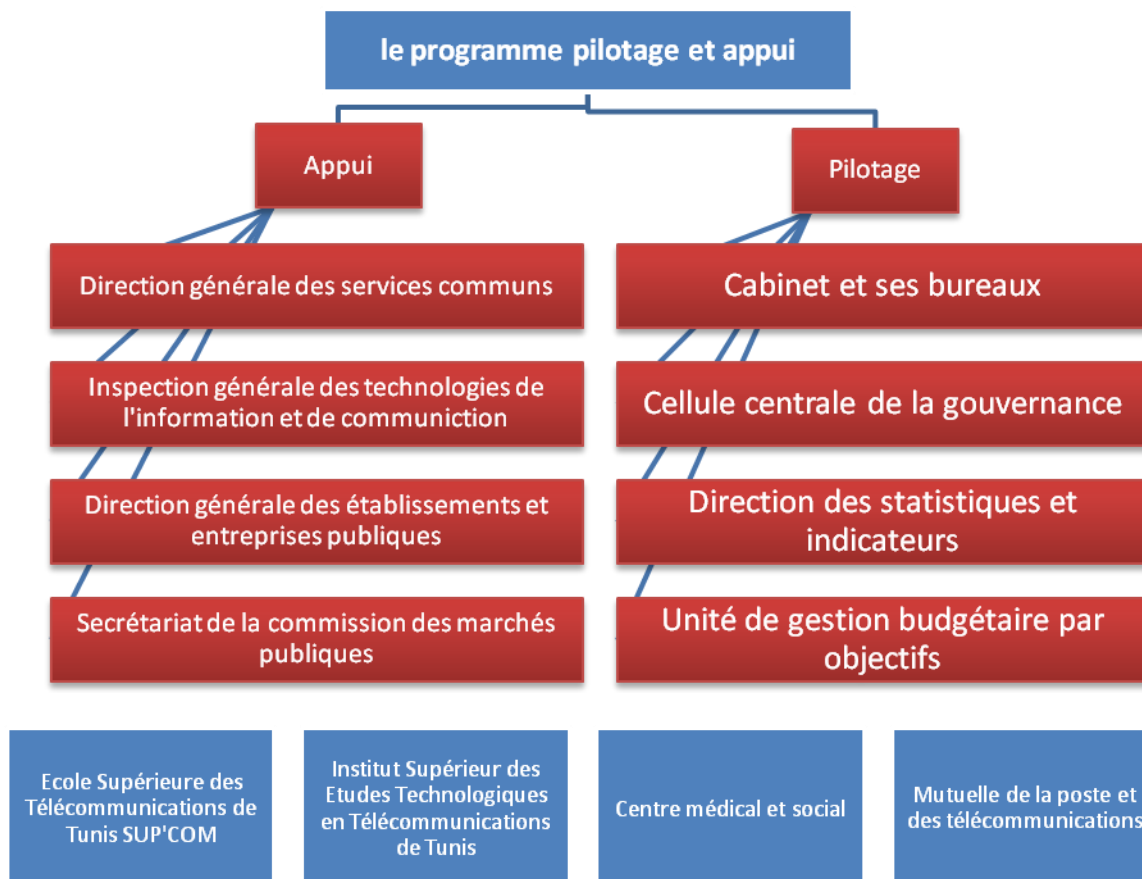 le programme pilotage et appui
Appui
Pilotage
Direction générale des services communs
Cabinet et ses bureaux
Inspection générale des technologies de
l'information et de communiction
Cellule centrale de la gouvernance
Direction générale des établissements et
entreprises publiques
Direction des statistiques et
indicateurs
Secrétariat de la commission des marchés
publiques
Unité de gestion budgétaire par
objectifs
Ecole Supérieure des
Télécommunications de
Tunis SUP'COM
Institut Supérieur des
Etudes Technologiques
en Télécommunications
de Tunis
Centre médical et social
Mutuelle de la poste et
des télécommunications